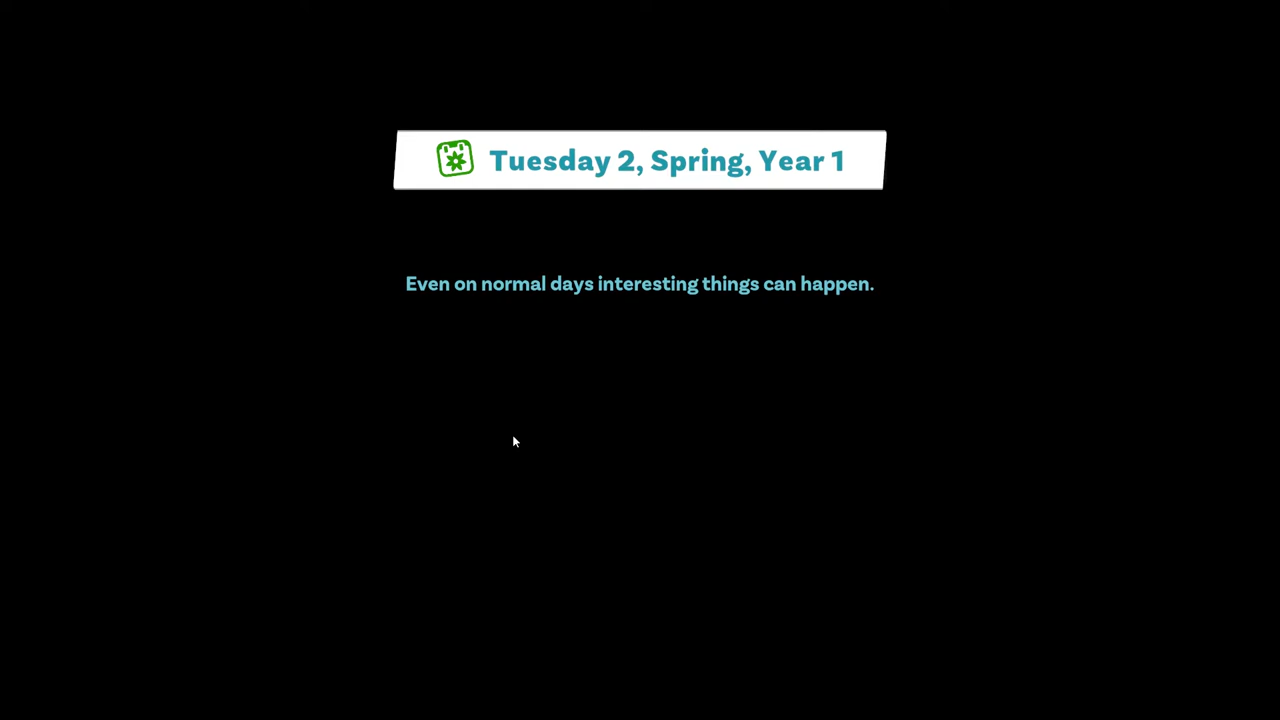 Tuesday 2, Spring, Year 1
Even on normal days interesting things can happen.